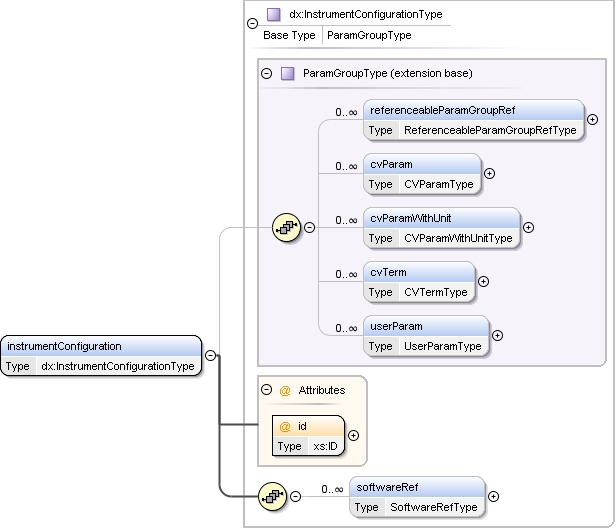 dx:InstrumentConfigurationType
Base Type ParamGroupType
ParamGroupType (extension base)
0..∞
referenceableParamGroupRef
Type ReferenceableParamGroupRefType
0..∞
cvParam
Type CVParamType
0..∞
cvParamWithUnit
Type CVParamWithUnitType
0..∞
cvTerm
Type CVTermType
0..∞
userParam
Type UserParamType
instrumentConfiguration
Type dx:InstrumentConfigurationType
@ Attributes
@ id
Type xs:ID
0..∞
softwareRef
Type SoftwareRefType